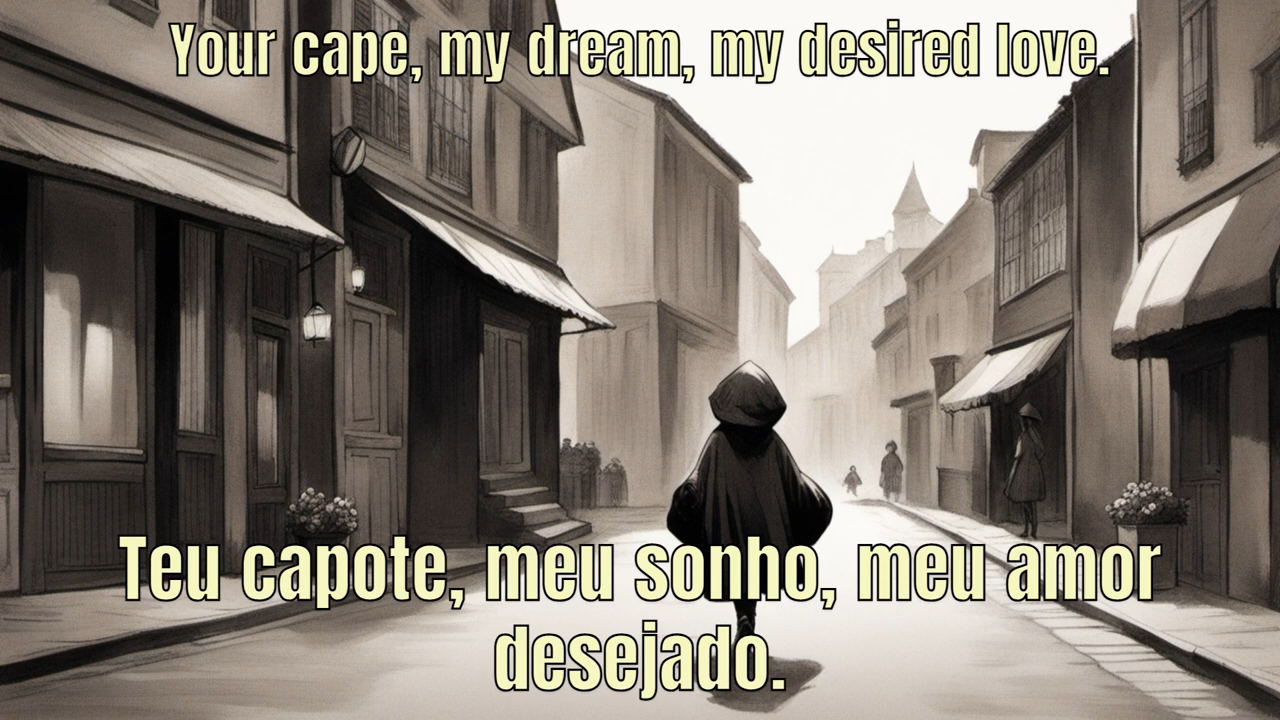 Your cape, my dream, my desired love.
Teu capote, meu sonho, meu amor
desejado.